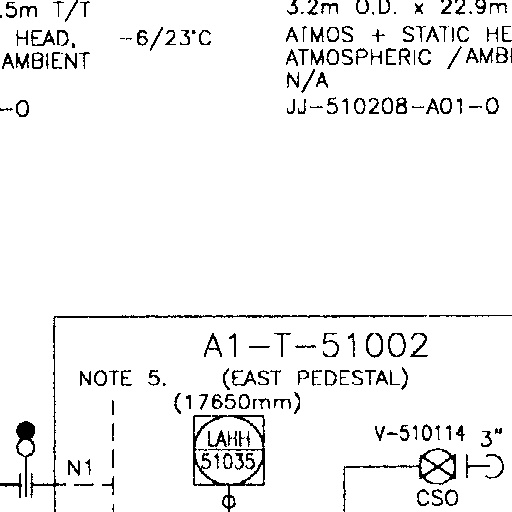 .5m T/T
HEAD, -6/23°C
AMBIENT
-0
3.2m O.D. x 22.9m
ATMOS + STATIC HE
ATMOSPHERIC /AMBI
N/A
JJ-510208-A01-0
A1-T-51002
NOTE 5. (EAST PEDESTAL)
(17650mm)
LAHH
51035
V-510114 3"
N1
CSO